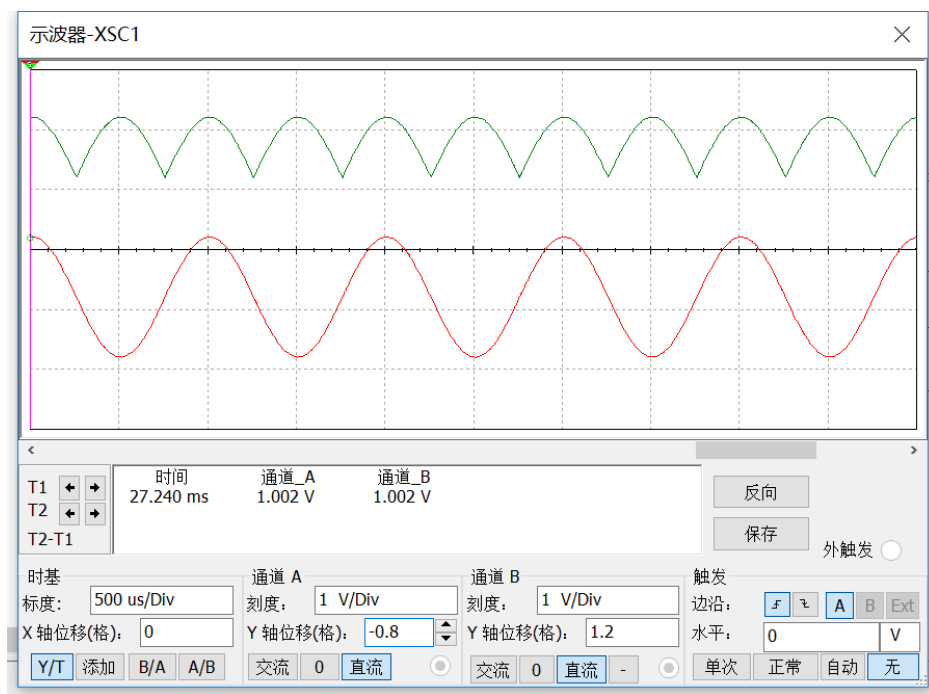 示波器-XSC1
时间 通道_A 通道_B
T1 27.240 ms 1.002 V 1.002 V
T2
T2-T1
反向
保存
外触发
时基 通道 A 通道 B 触发
标度： 500 us/Div 刻度： 1 V/Div 刻度： 1 V/Div 边沿： A B Ext
X 轴位移(格)： 0 Y 轴位移(格)： -0.8 Y 轴位移(格)： 1.2 水平： 0 V
Y/T 添加 B/A A/B 交流 0 直流 交流 0 直流 - 单次 正常 自动 无